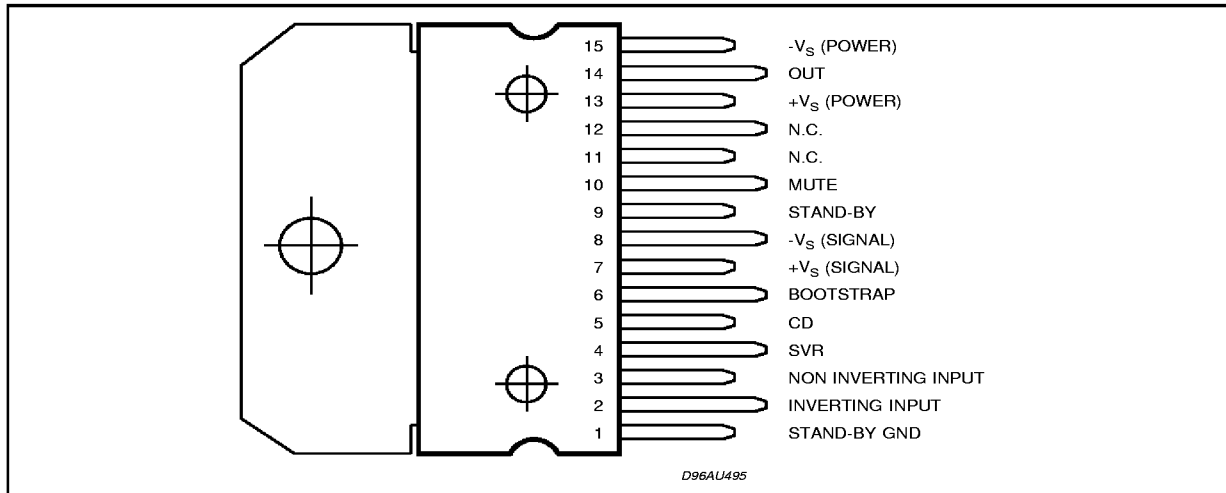 15 -VS (POWER)
14 OUT
13 +VS (POWER)
12 N.C.
11 N.C.
10 MUTE
9 STAND-BY
8 -VS (SIGNAL)
7 +VS (SIGNAL)
6 BOOTSTRAP
5 CD
4 SVR
3 NON INVERTING INPUT
2 INVERTING INPUT
1 STAND-BY GND
D96AU495